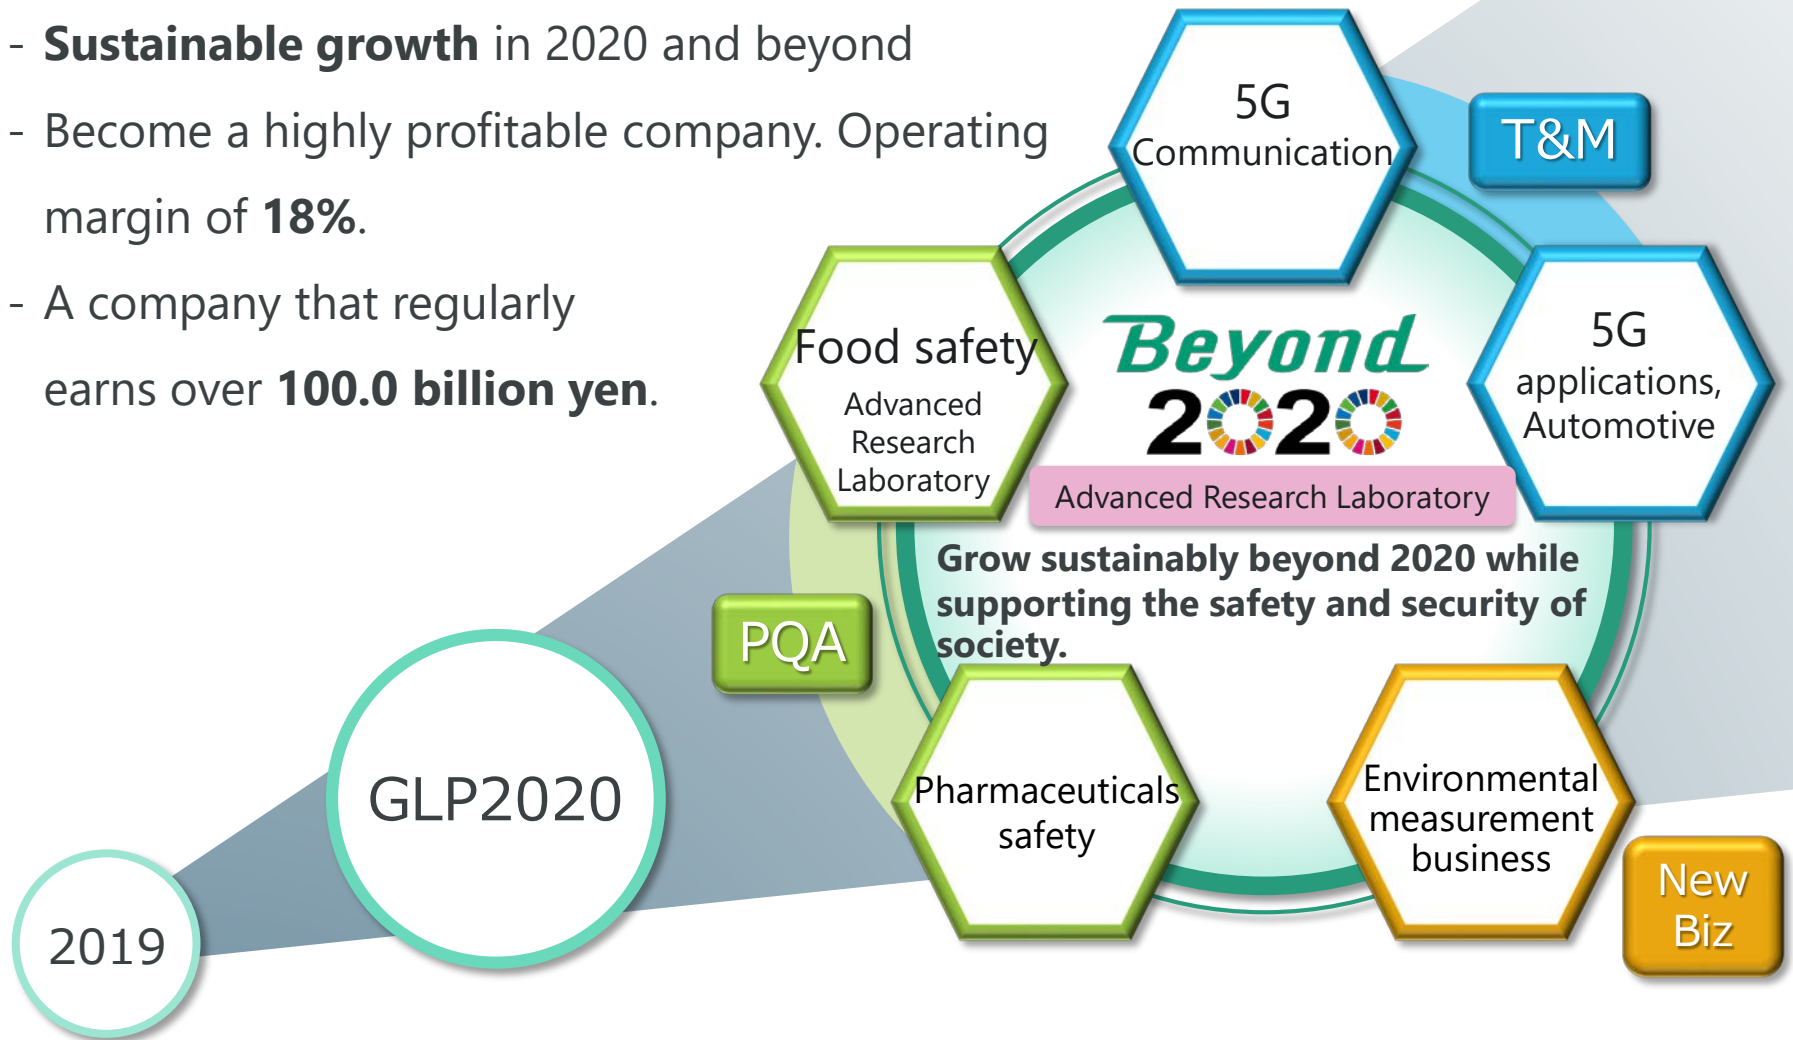 - Sustainable growth in 2020 and beyond
- Become a highly profitable company. Operating
margin of 18%.
- A company that regularly
earns over 100.0 billion yen.
5G
Communication
T&M
Food safety
Advanced
Research
Laboratory
Beyond
2020
5G
applications,
Automotive
Advanced Research Laboratory
Grow sustainably beyond 2020 while
supporting the safety and security of
society.
PQA
Pharmaceuticals
safety
Environmental
measurement
business
New
Biz
GLP2020
2019